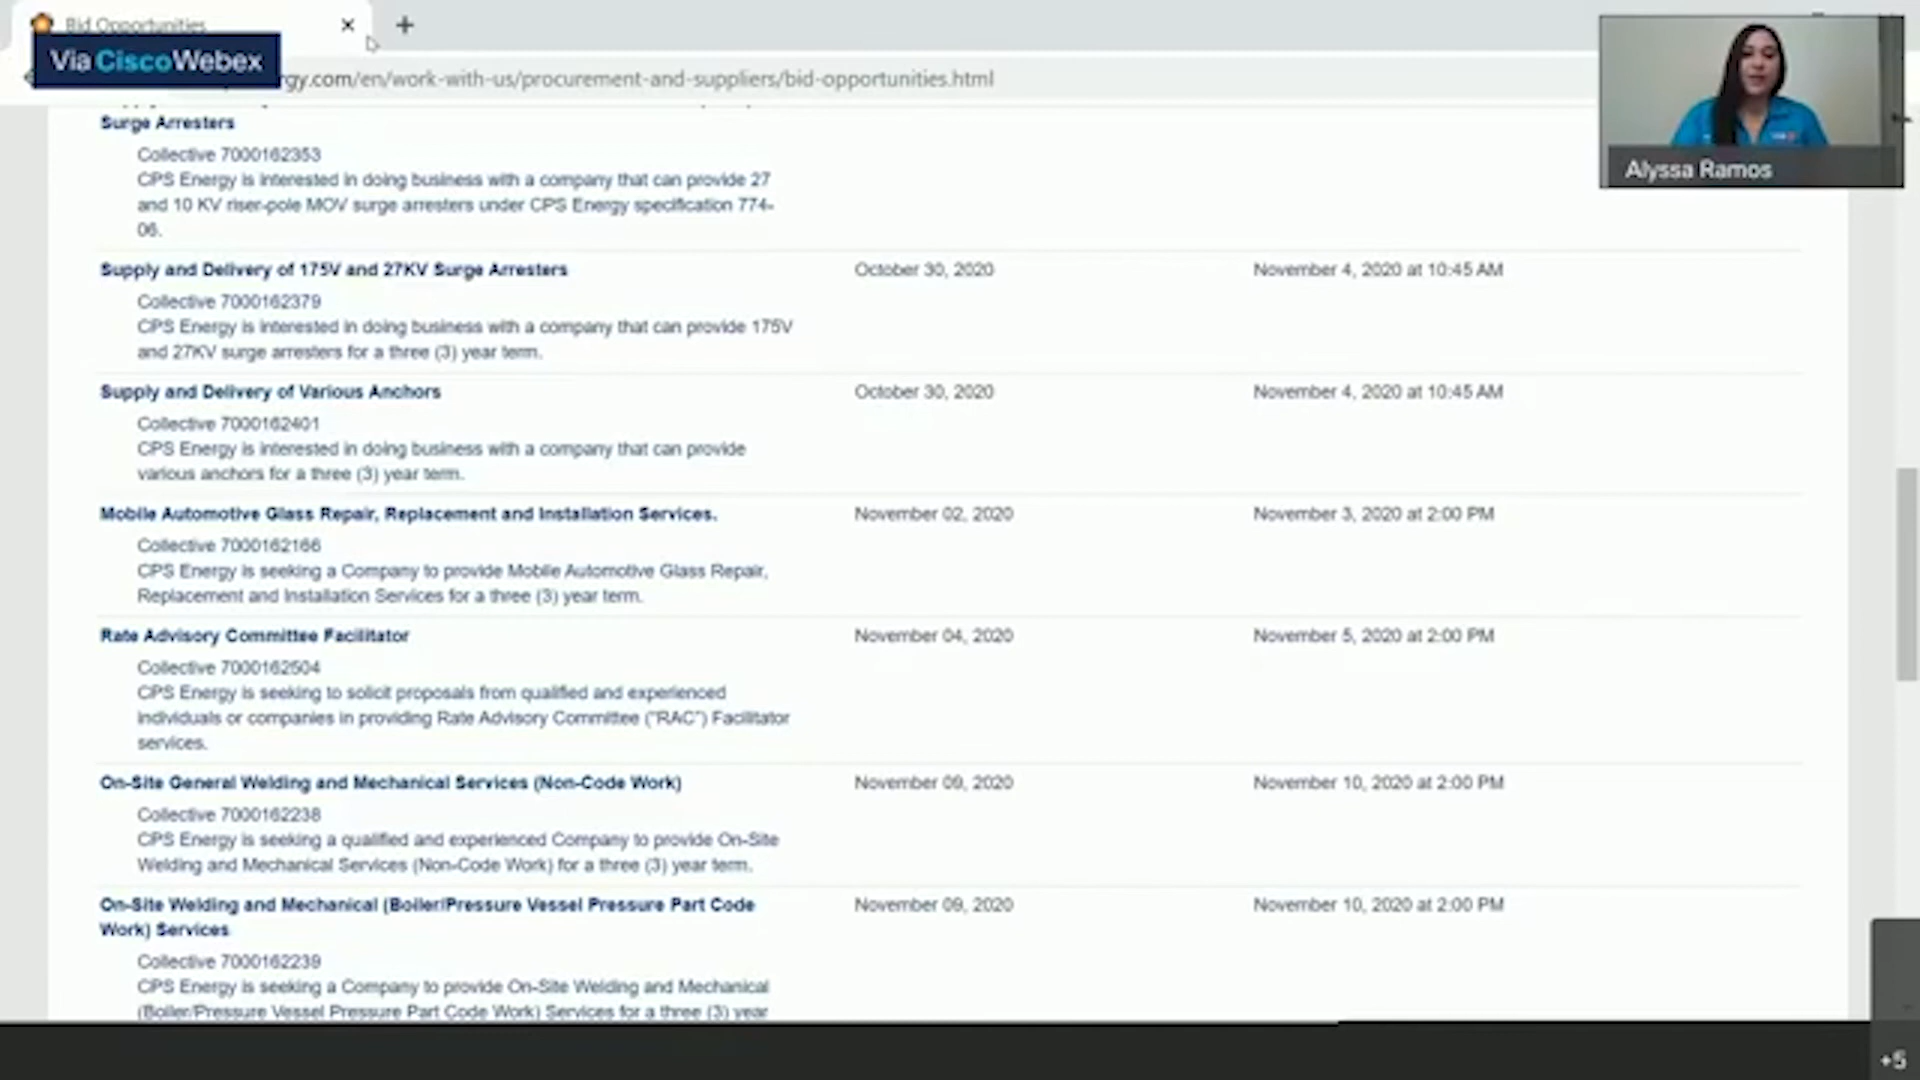 Bid Opportunities
Via CiscoWebex
gy.com/en/work-with-us/procurement-and-suppliers/bid-opportunities.html
Alyssa Ramos
Surge Arresters
Collective 7000162353
CPS Energy is interested in doing business with a company that can provide 27
and 10 KV riser-pole MOV surge arresters under CPS Energy specification 774-
06.
Supply and Delivery of 175V and 27KV Surge Arresters October 30, 2020 November 4, 2020 at 10:45 AM
Collective 7000162379
CPS Energy is interested in doing business with a company that can provide 175V
and 27KV surge arresters for a three (3) year term.
Supply and Delivery of Various Anchors October 30, 2020 November 4, 2020 at 10:45 AM
Collective 7000162401
CPS Energy is interested in doing business with a company that can provide
various anchors for a three (3) year term.
Mobile Automotive Glass Repair, Replacement and Installation Services. November 02, 2020 November 3, 2020 at 2:00 PM
Collective 7000162166
CPS Energy is seeking a Company to provide Mobile Automotive Glass Repair,
Replacement and Installation Services for a three (3) year term.
Rate Advisory Committee Facilitator November 04, 2020 November 5, 2020 at 2:00 PM
Collective 7000162504
CPS Energy is seeking to solicit proposals from qualified and experienced
individuals or companies in providing Rate Advisory Committee ("RAC") Facilitator
services.
On-Site General Welding and Mechanical Services (Non-Code Work) November 09, 2020 November 10, 2020 at 2:00 PM
Collective 7000162238
CPS Energy is seeking a qualified and experienced Company to provide On-Site
Welding and Mechanical Services (Non-Code Work) for a three (3) year term.
On-Site Welding and Mechanical (Boiler/Pressure Vessel Pressure Part Code November 09, 2020 November 10, 2020 at 2:00 PM
Work) Services
Collective 7000162239
CPS Energy is seeking a Company to provide On-Site Welding and Mechanical
(Boiler/Pressure Vessel Pressure Part Code Work) Services for a three (3) year
+5